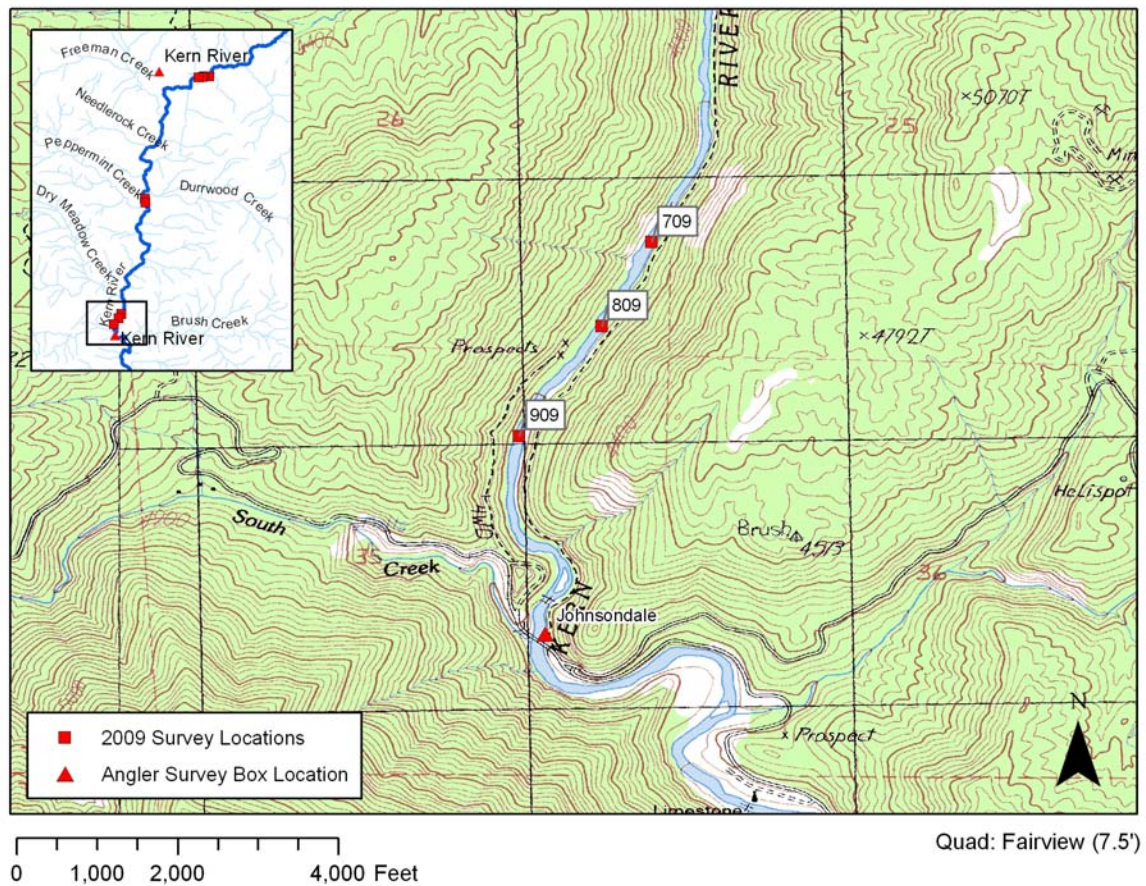 Freeman Creek
Kern River
Needlerock Creek
Peppermint Creek
Durrwood Creek
Dry Meadow Creek
Kern River
Brush Creek
Kern River
RIVER
26
25
×5070T
Min
709
809
Prospects
×4792T
909
4WD
South
Creek
35
Brush
4513
Helispot
36
KERN
Johnsondale
Prospect
Limestone
N
2009 Survey Locations
Angler Survey Box Location
0 1,000 2,000 4,000 Feet
Quad: Fairview (7.5')